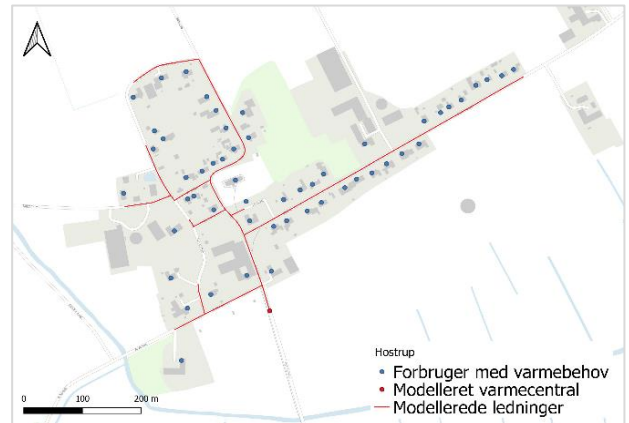 Hostrup
Forbruger med varmebehov
Modelleret varmecentral
Modellerede ledninger
0 100 200 m